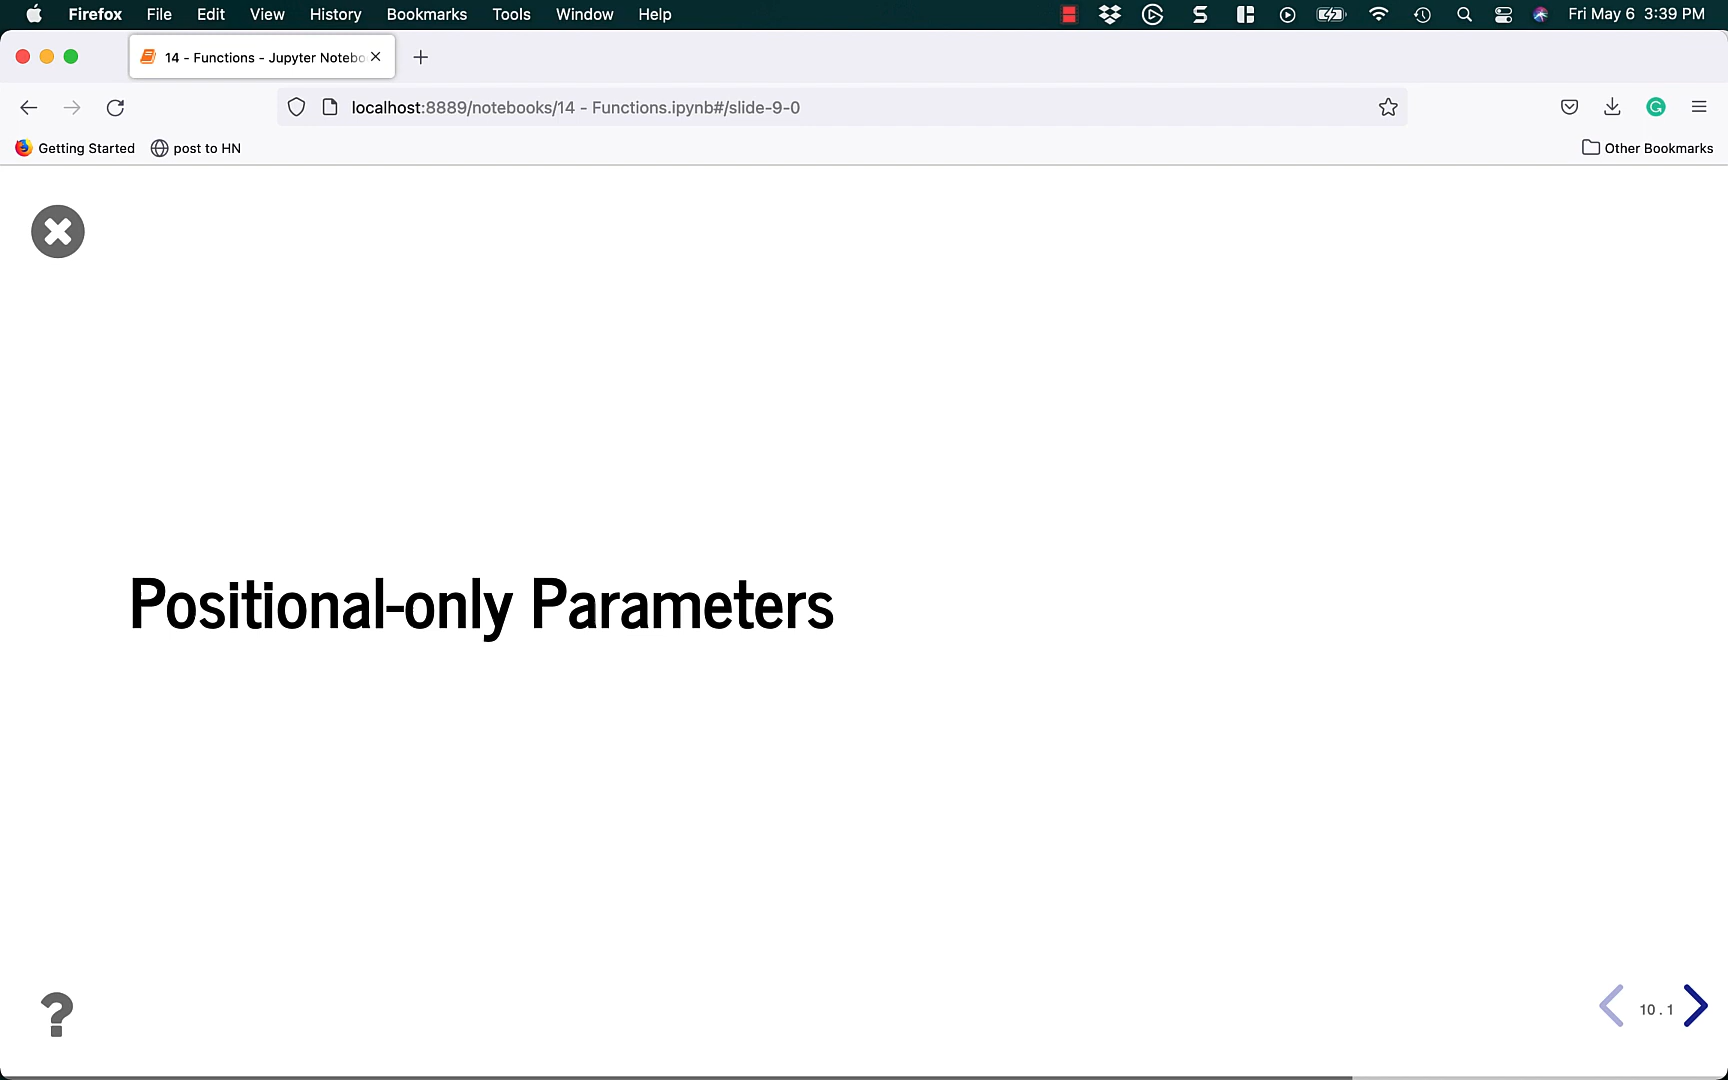 Firefox File Edit View History Bookmarks Tools Window Help Fri May 6 3:39 PM
14 - Functions - Jupyter Notebo
localhost:8889/notebooks/14 - Functions.ipynb#/slide-9-0
Getting Started post to HN Other Bookmarks
Positional-only Parameters
?
10 . 1